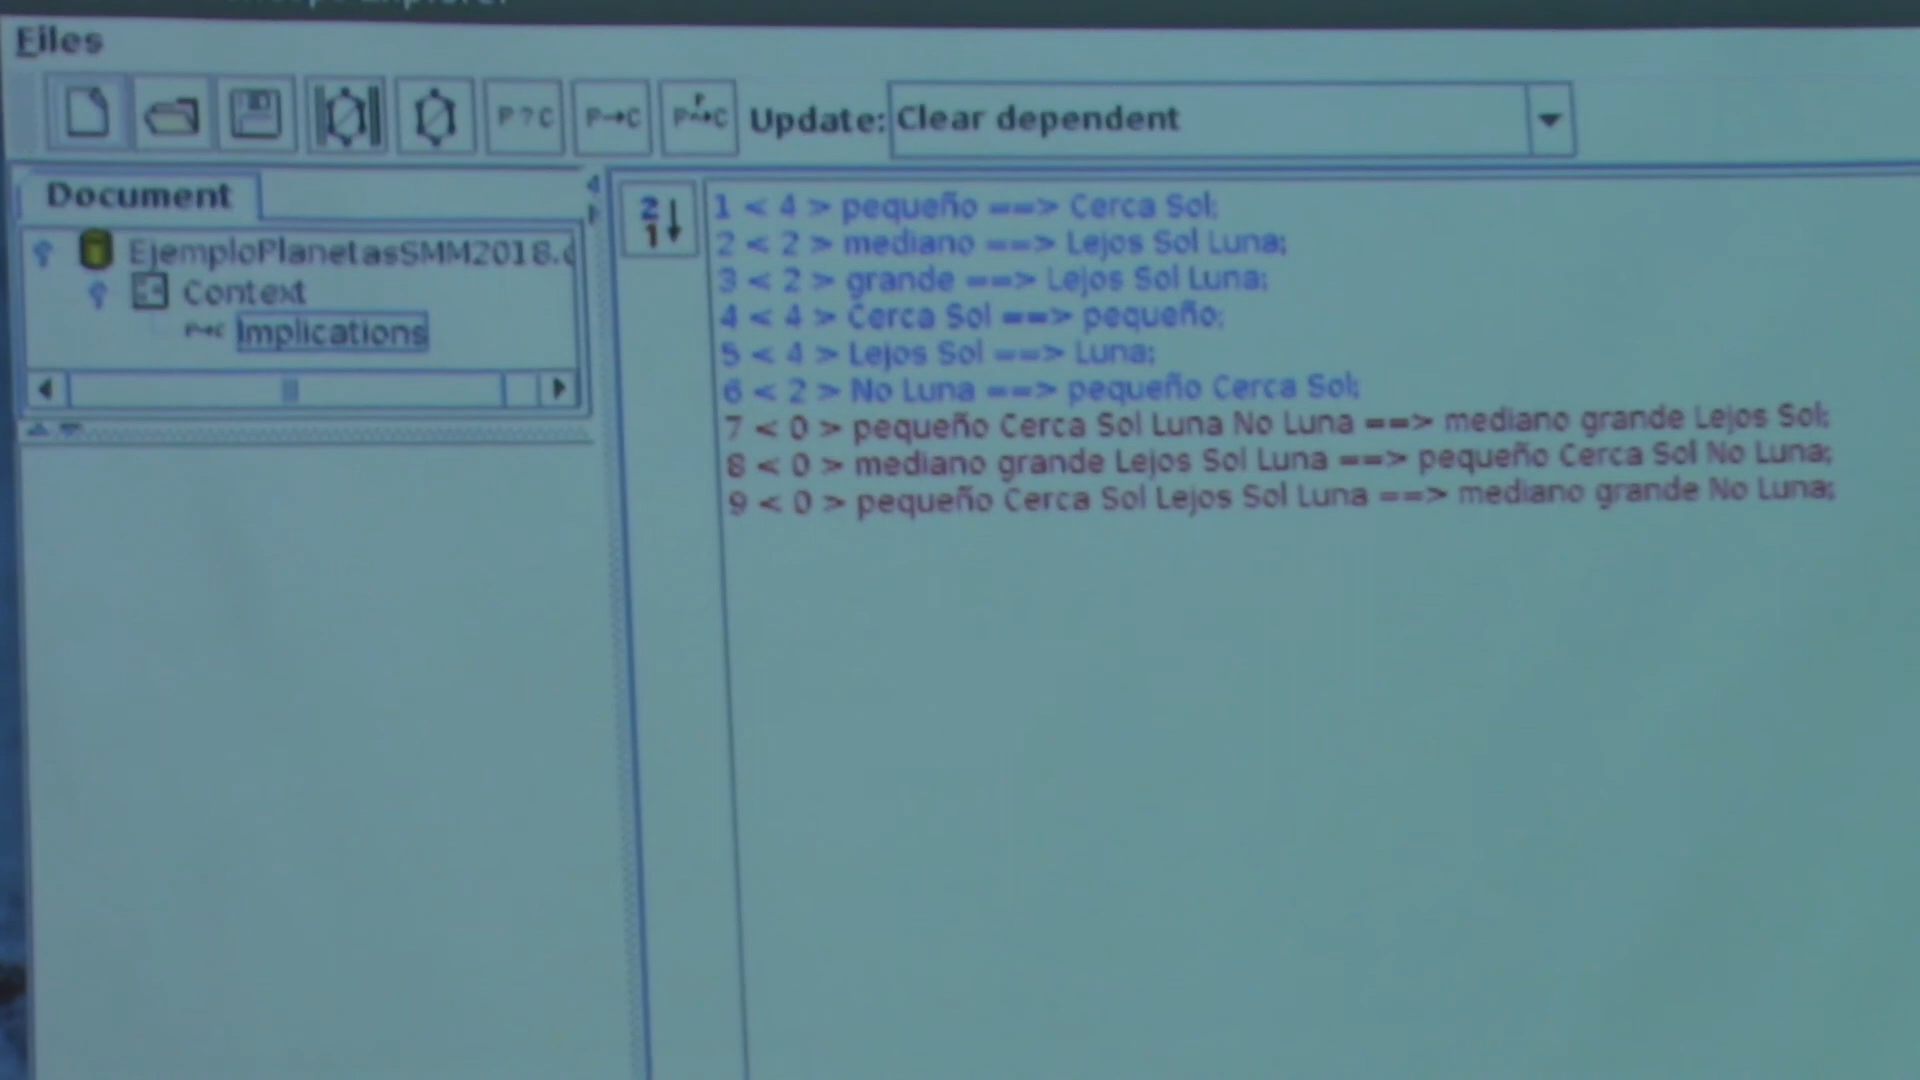 Explorer
Files
P?C P→C Update: Clear dependent
Document
EjemploPlanetasSMM2018.c
Context
Implications
2
1
1 < 4 > pequeño ==> Cerca Sol;
2 < 2 > mediano ==> Lejos Sol Luna;
3 < 2 > grande ==> Lejos Sol Luna;
4 < 4 > Cerca Sol ==> pequeño;
5 < 4 > Lejos Sol ==> Luna;
6 < 2 > No Luna ==> pequeño Cerca Sol;
7 < 0 > pequeño Cerca Sol Luna No Luna ==> mediano grande Lejos Sol;
8 < 0 > mediano grande Lejos Sol Luna ==> pequeño Cerca Sol No Luna;
9 < 0 > pequeño Cerca Sol Lejos Sol Luna ==> mediano grande No Luna;